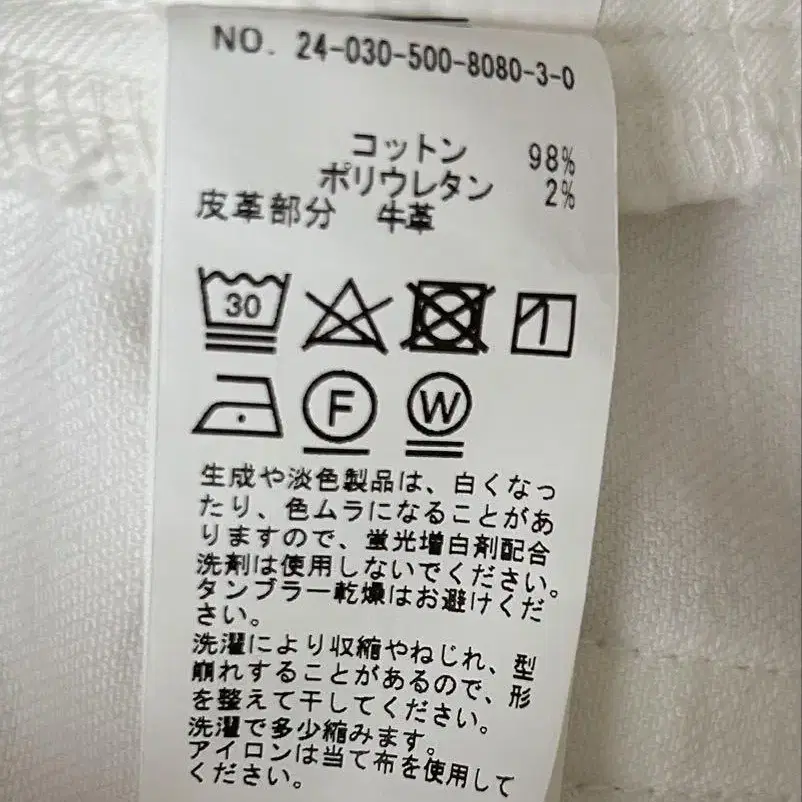 NO. 24-030-500-8080-3-0
コットン 98%
ポリウレタン 2%
皮革部分 牛革
30
F W
生成や淡色製品は、白くなっ
たり、色ムラになることがあ
りますので、蛍光増白剤配合
洗剤は使用しないでください。
タンブラー乾燥はお避けくだ
さい。
洗濯により収縮やねじれ、型
崩れすることがあるので、形
を整えて干してください。
洗濯で多少縮みます。
アイロンは当て布を使用して
ください。